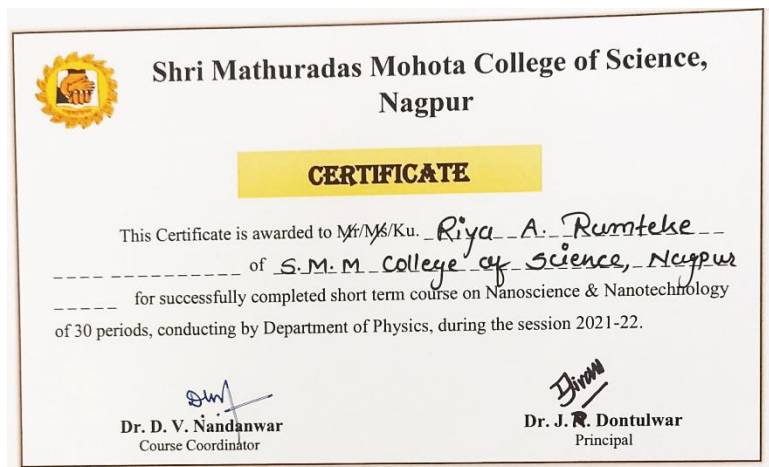 Shri Mathuradas Mohota College of Science,
Nagpur
CERTIFICATE
This Certificate is awarded to Mr/Ms/Ku. Riya A. Ramteke
of S.M.M College of Science, Nagpur
for successfully completed short term course on Nanoscience & Nanotechnology
of 30 periods, conducting by Department of Physics, during the session 2021-22.
Dr. D. V. Nandanwar
Course Coordinator
Dr. J. R. Dontulwar
Principal